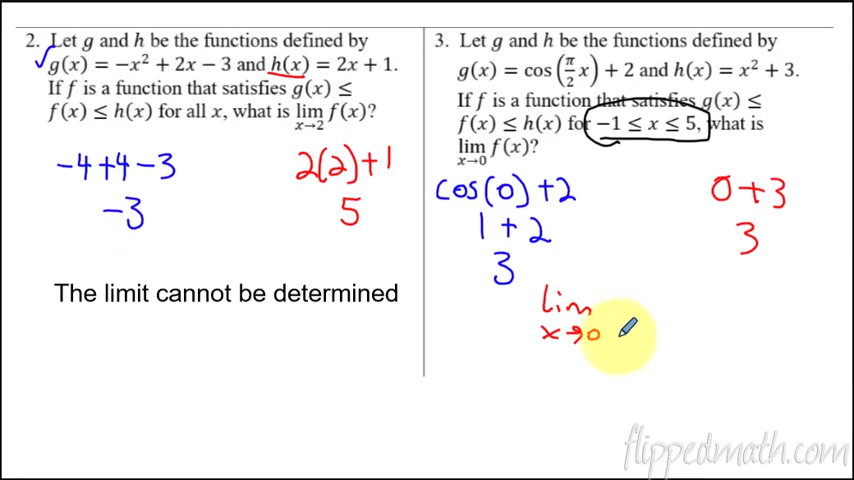 2. Let g and h be the functions defined by
g(x) = −x² + 2x − 3 and h(x) = 2x + 1.
If f is a function that satisfies g(x) ≤
f(x) ≤ h(x) for all x, what is lim f(x)?
x→2
-4+4-3
2(2)+1
-3
5
The limit cannot be determined
3. Let g and h be the functions defined by
g(x) = cos(π/2 x) + 2 and h(x) = x² + 3.
If f is a function that satisfies g(x) ≤
f(x) ≤ h(x) for −1 ≤ x ≤ 5, what is
lim f(x)?
x→0
cos(0)+2
0+3
1+2
3
3
lim
x→0
flippedmath.com